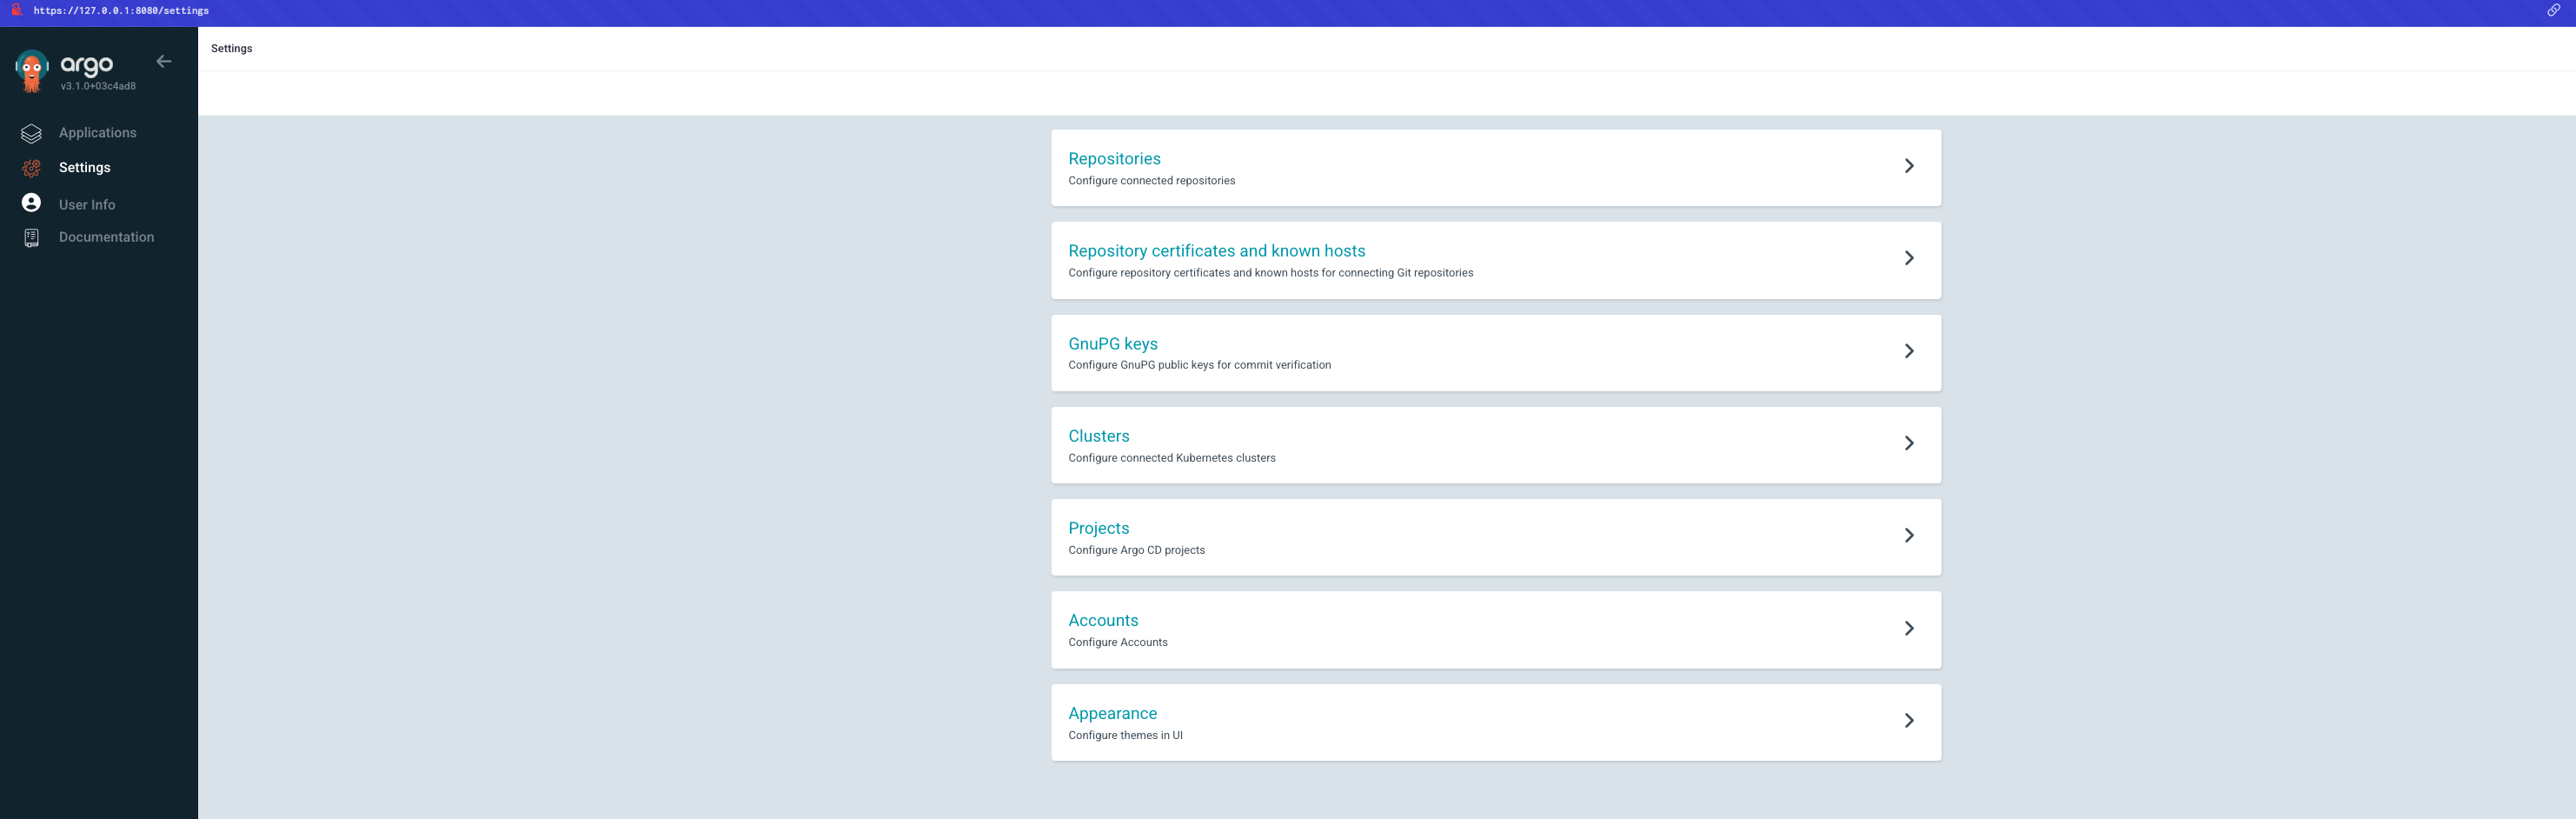 https://127.0.0.1:8080/settings
argo
v3.1.0+03c4ad8
Applications
Settings
User Info
Documentation
Settings
Repositories
Configure connected repositories
Repository certificates and known hosts
Configure repository certificates and known hosts for connecting Git repositories
GnuPG keys
Configure GnuPG public keys for commit verification
Clusters
Configure connected Kubernetes clusters
Projects
Configure Argo CD projects
Accounts
Configure Accounts
Appearance
Configure themes in UI